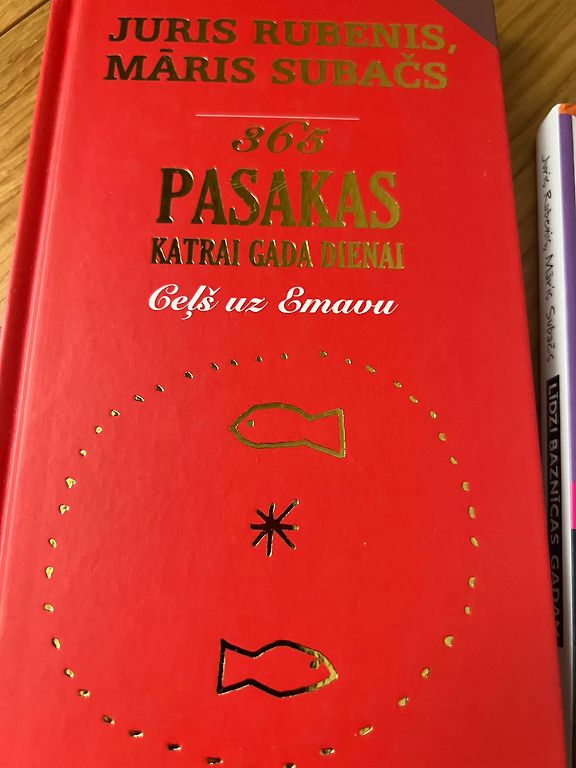 JURIS RUBENIS,
MĀRIS SUBAČS
365
PASAKAS
KATRAI GADA DIENAI
Ceļš uz Emavu
Juris Rubenis, Māris Subačs
LĪDZI BAZNĪCAS GADAM